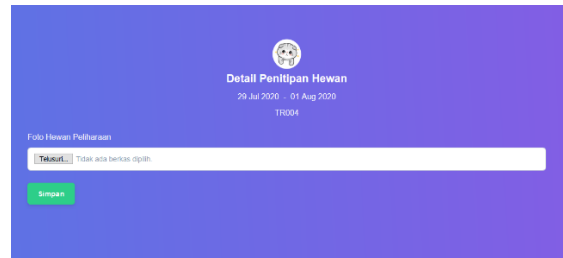 Detail Penitipan Hewan
29 Jul 2020 - 01 Aug 2020
TR004
Foto Hewan Peliharaan
Telusuri... Tidak ada berkas dipilih.
Simpan